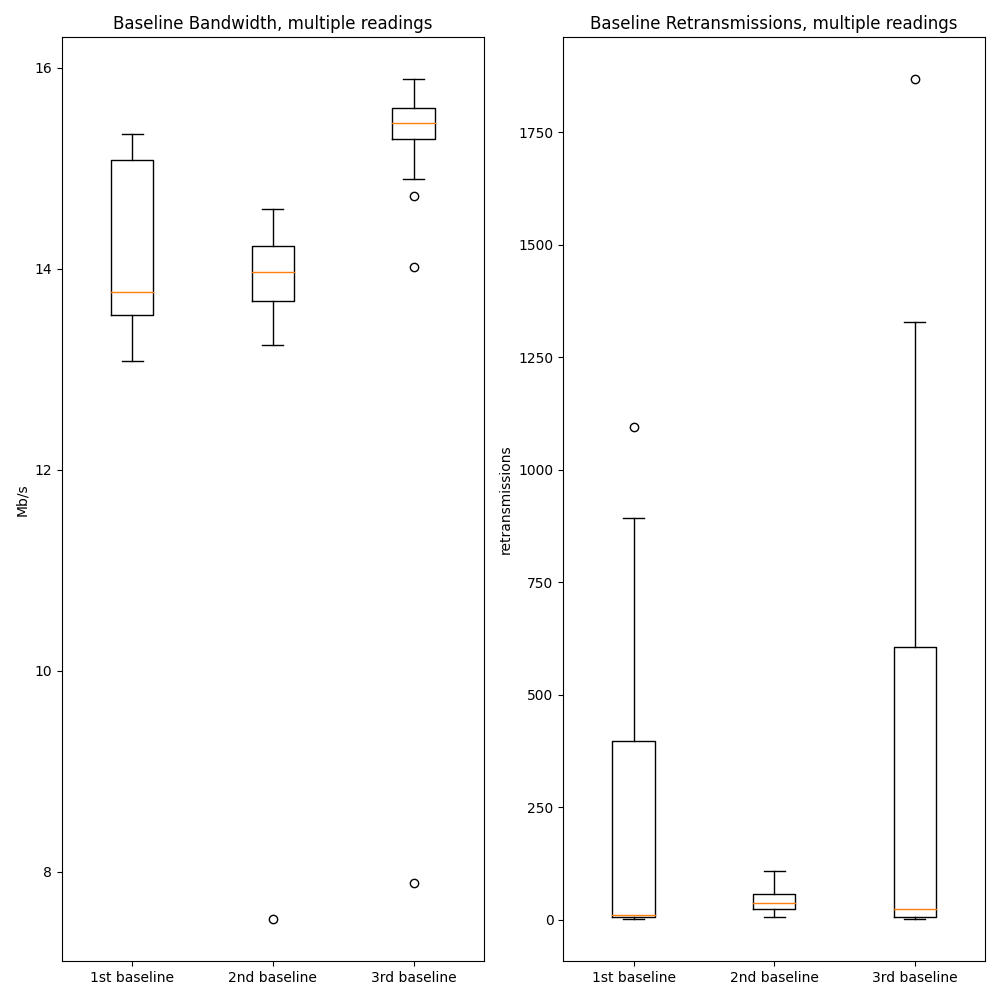 Baseline Bandwidth, multiple readings
16
14
12
10
8
Mb/s
1st baseline
2nd baseline
3rd baseline
Baseline Retransmissions, multiple readings
1750
1500
1250
1000
750
500
250
0
retransmissions
1st baseline
2nd baseline
3rd baseline